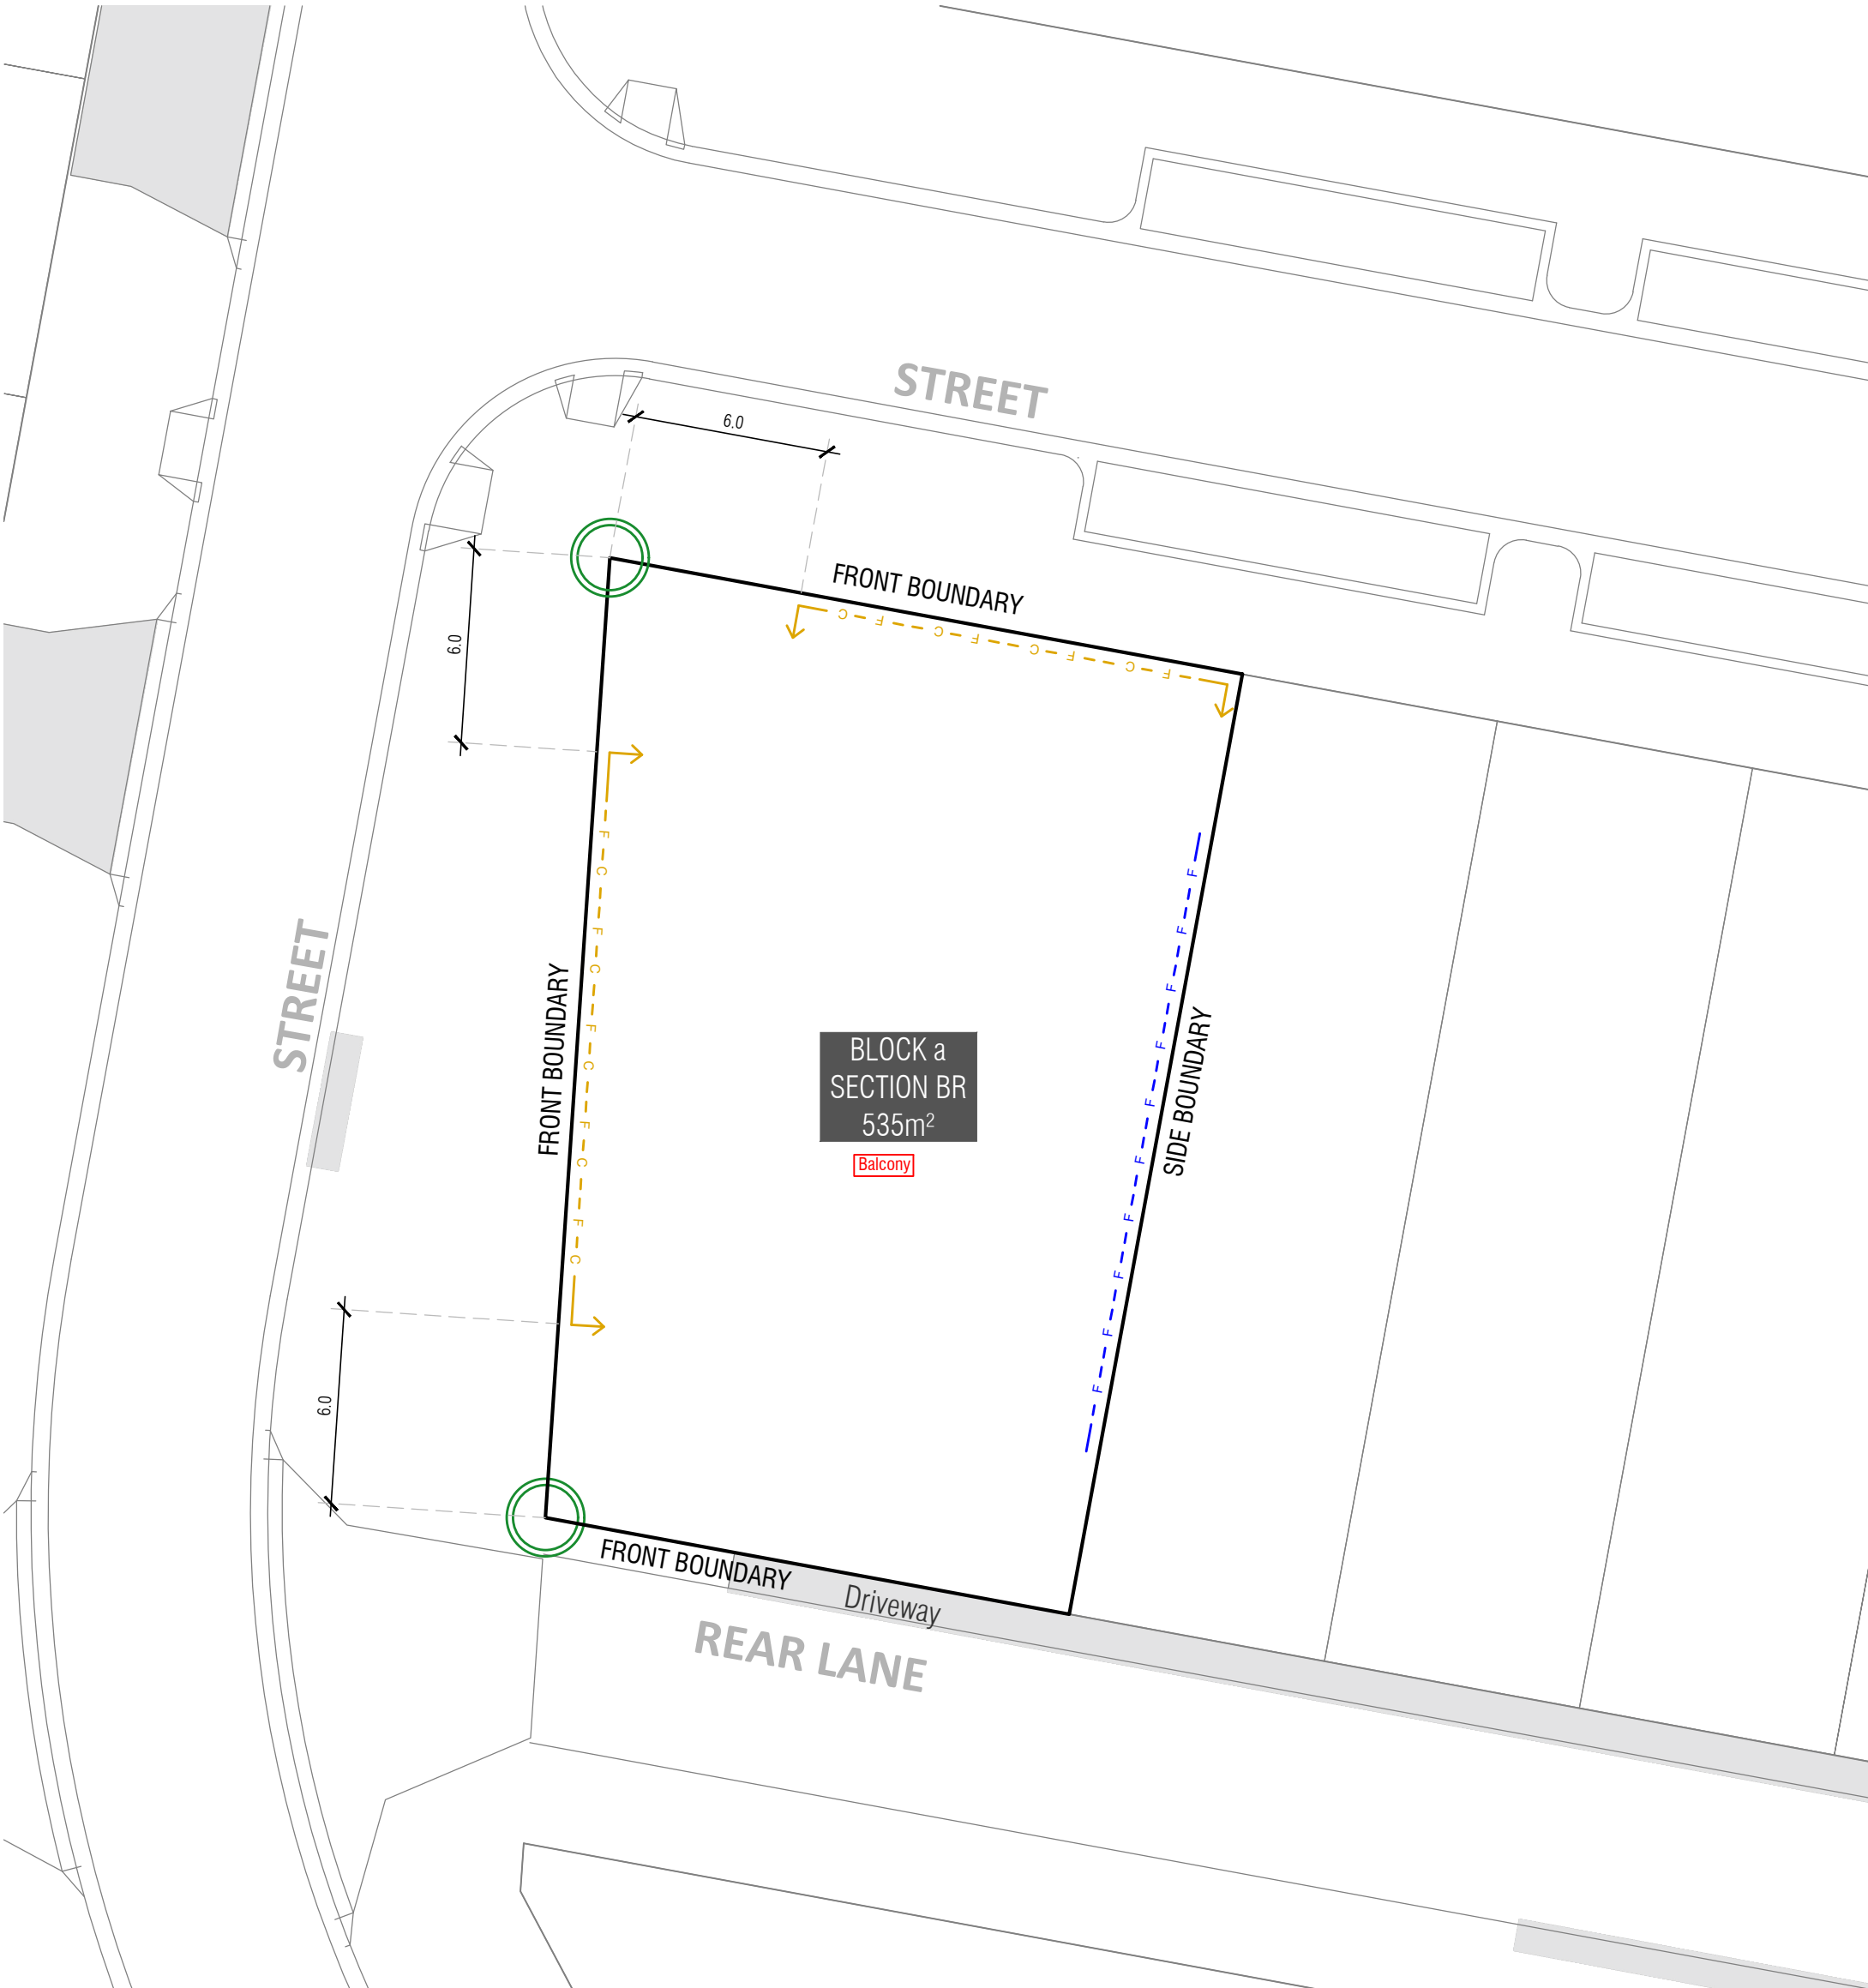 STREET
6.0
FRONT BOUNDARY
C F C F C F C F
6.0
F C F C F C F C F C
F F F F F F F F F F
STREET
FRONT BOUNDARY
BLOCK a
SECTION BR
535m²
Balcony
SIDE BOUNDARY
6.0
FRONT BOUNDARY
Driveway
REAR LANE